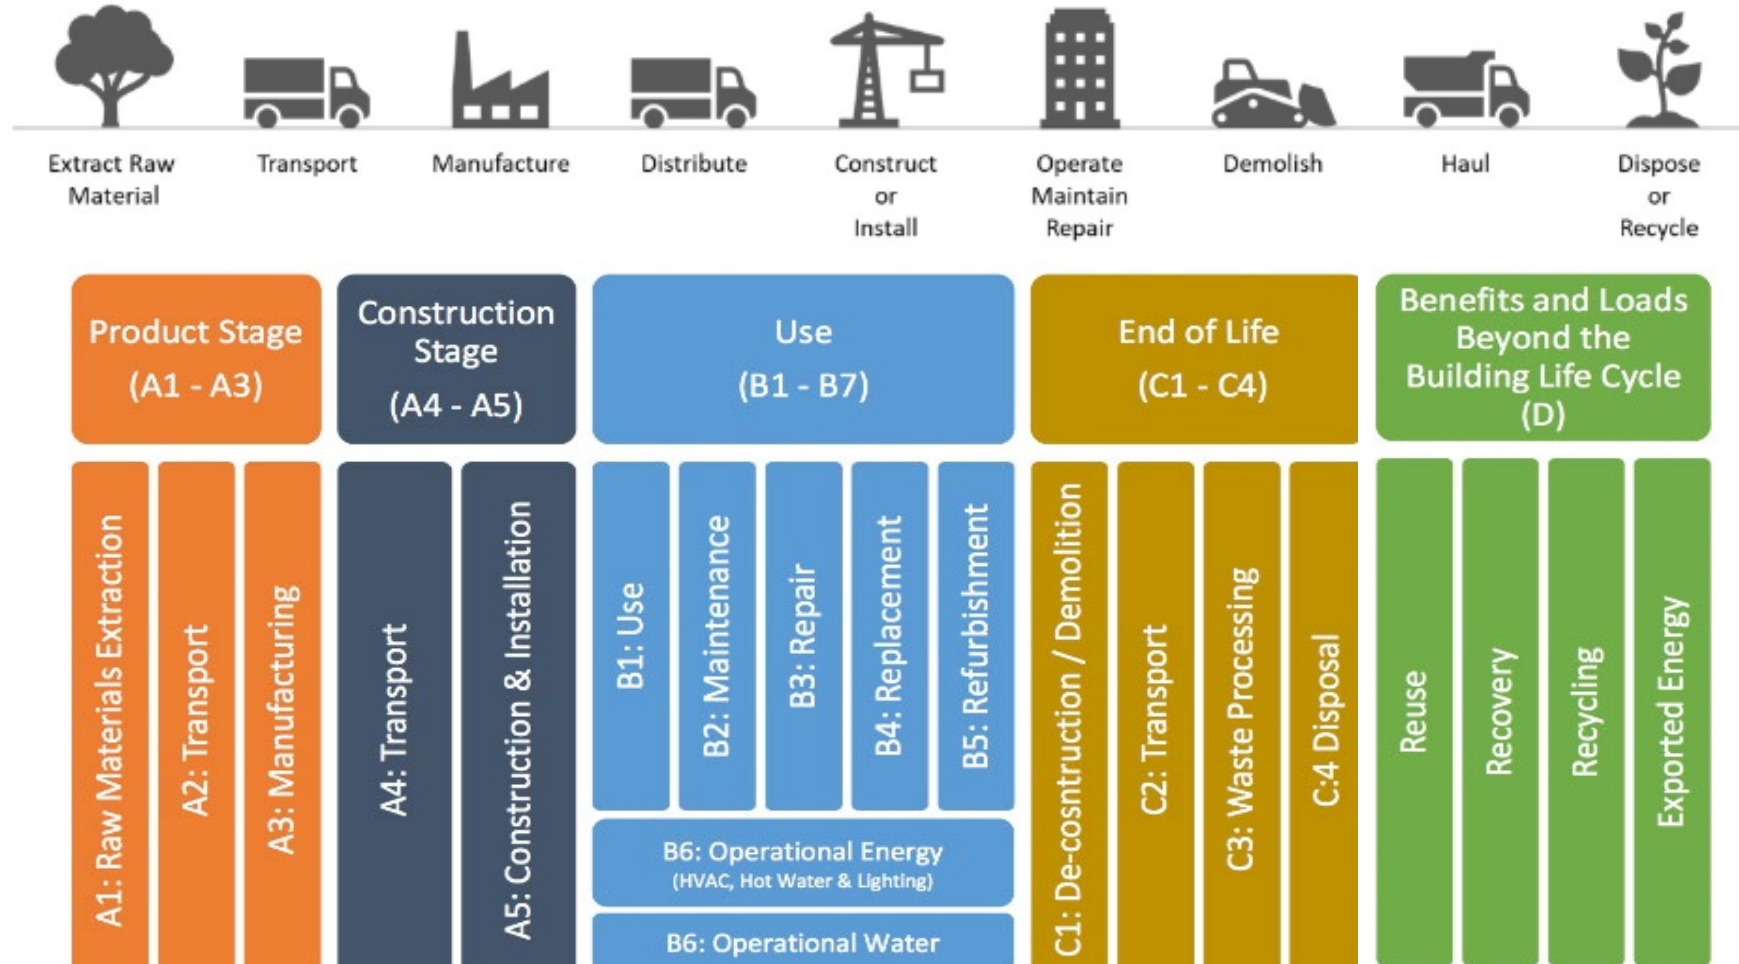 Extract Raw
Material
Transport
Manufacture
Distribute
Construct
or
Install
Operate
Maintain
Repair
Demolish
Haul
Dispose
or
Recycle
Product Stage
(A1 - A3)
Construction
Stage
(A4 - A5)
Use
(B1 - B7)
End of Life
(C1 - C4)
Benefits and Loads
Beyond the
Building Life Cycle
(D)
A1: Raw Materials Extraction
A2: Transport
A3: Manufacturing
A4: Transport
A5: Construction & Installation
B1: Use
B2: Maintenance
B3: Repair
B4: Replacement
B5: Refurbishment
B6: Operational Energy
(HVAC, Hot Water & Lighting)
B6: Operational Water
C1: De-cosntruction / Demolition
C2: Transport
C3: Waste Processing
C:4 Disposal
Reuse
Recovery
Recycling
Exported Energy